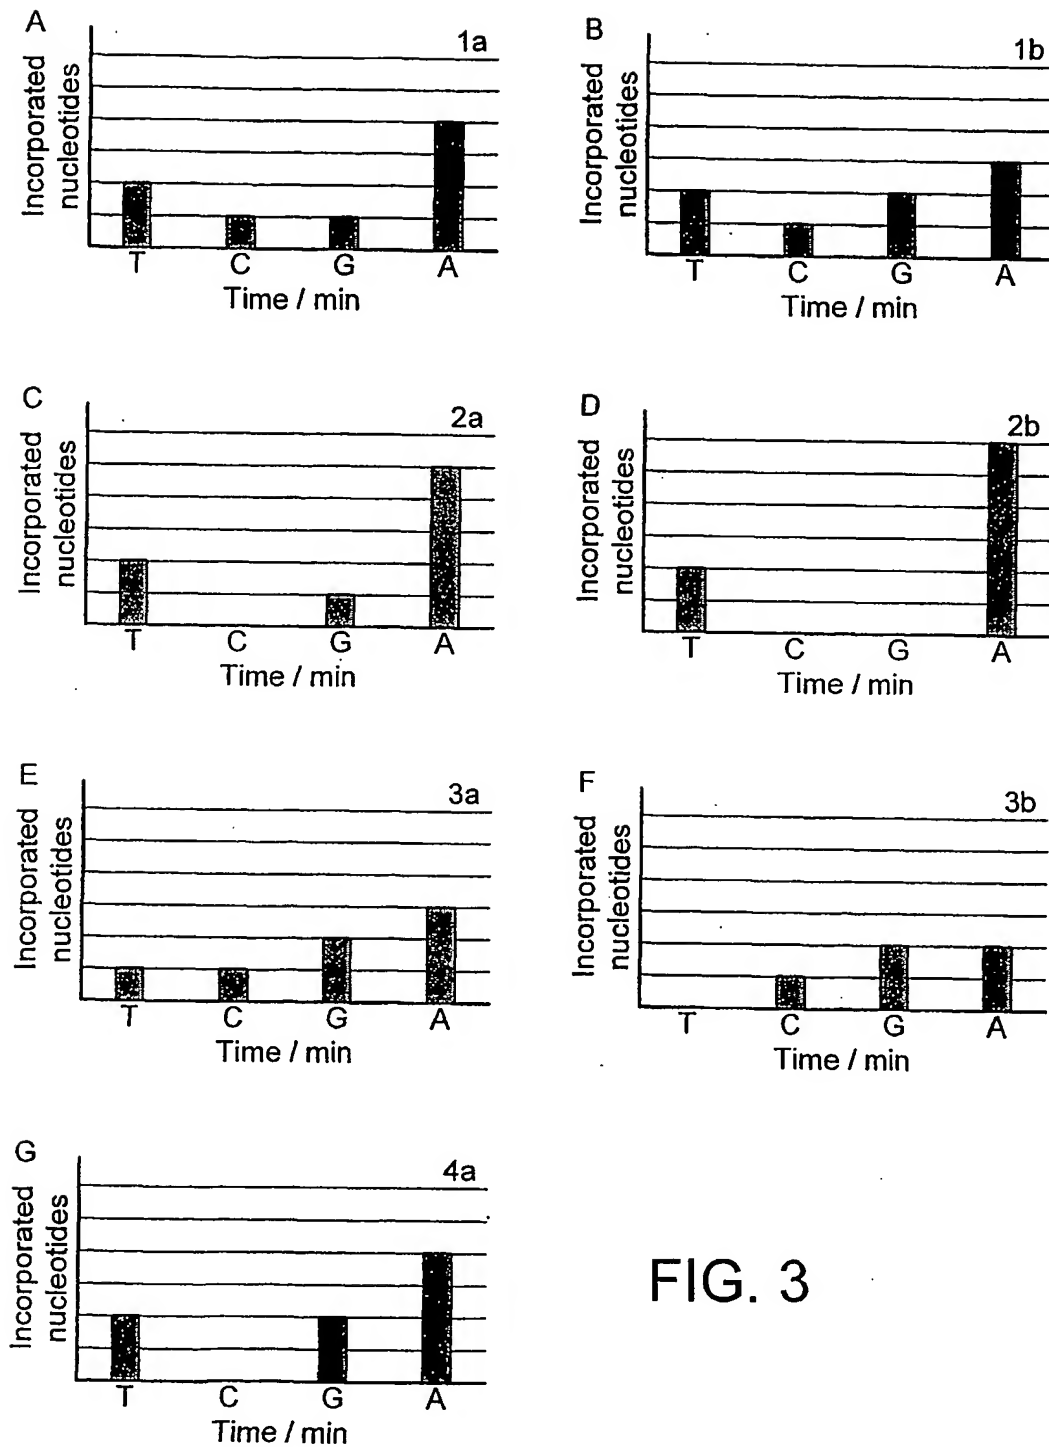 A
1a
Incorporated
nucleotides
T C G A
Time / min
B
1b
Incorporated
nucleotides
T C G A
Time / min
C
2a
Incorporated
nucleotides
T C G A
Time / min
D
2b
Incorporated
nucleotides
T C G A
Time / min
E
3a
Incorporated
nucleotides
T C G A
Time / min
F
3b
Incorporated
nucleotides
T C G A
Time / min
G
4a
Incorporated
nucleotides
T C G A
Time / min
FIG. 3